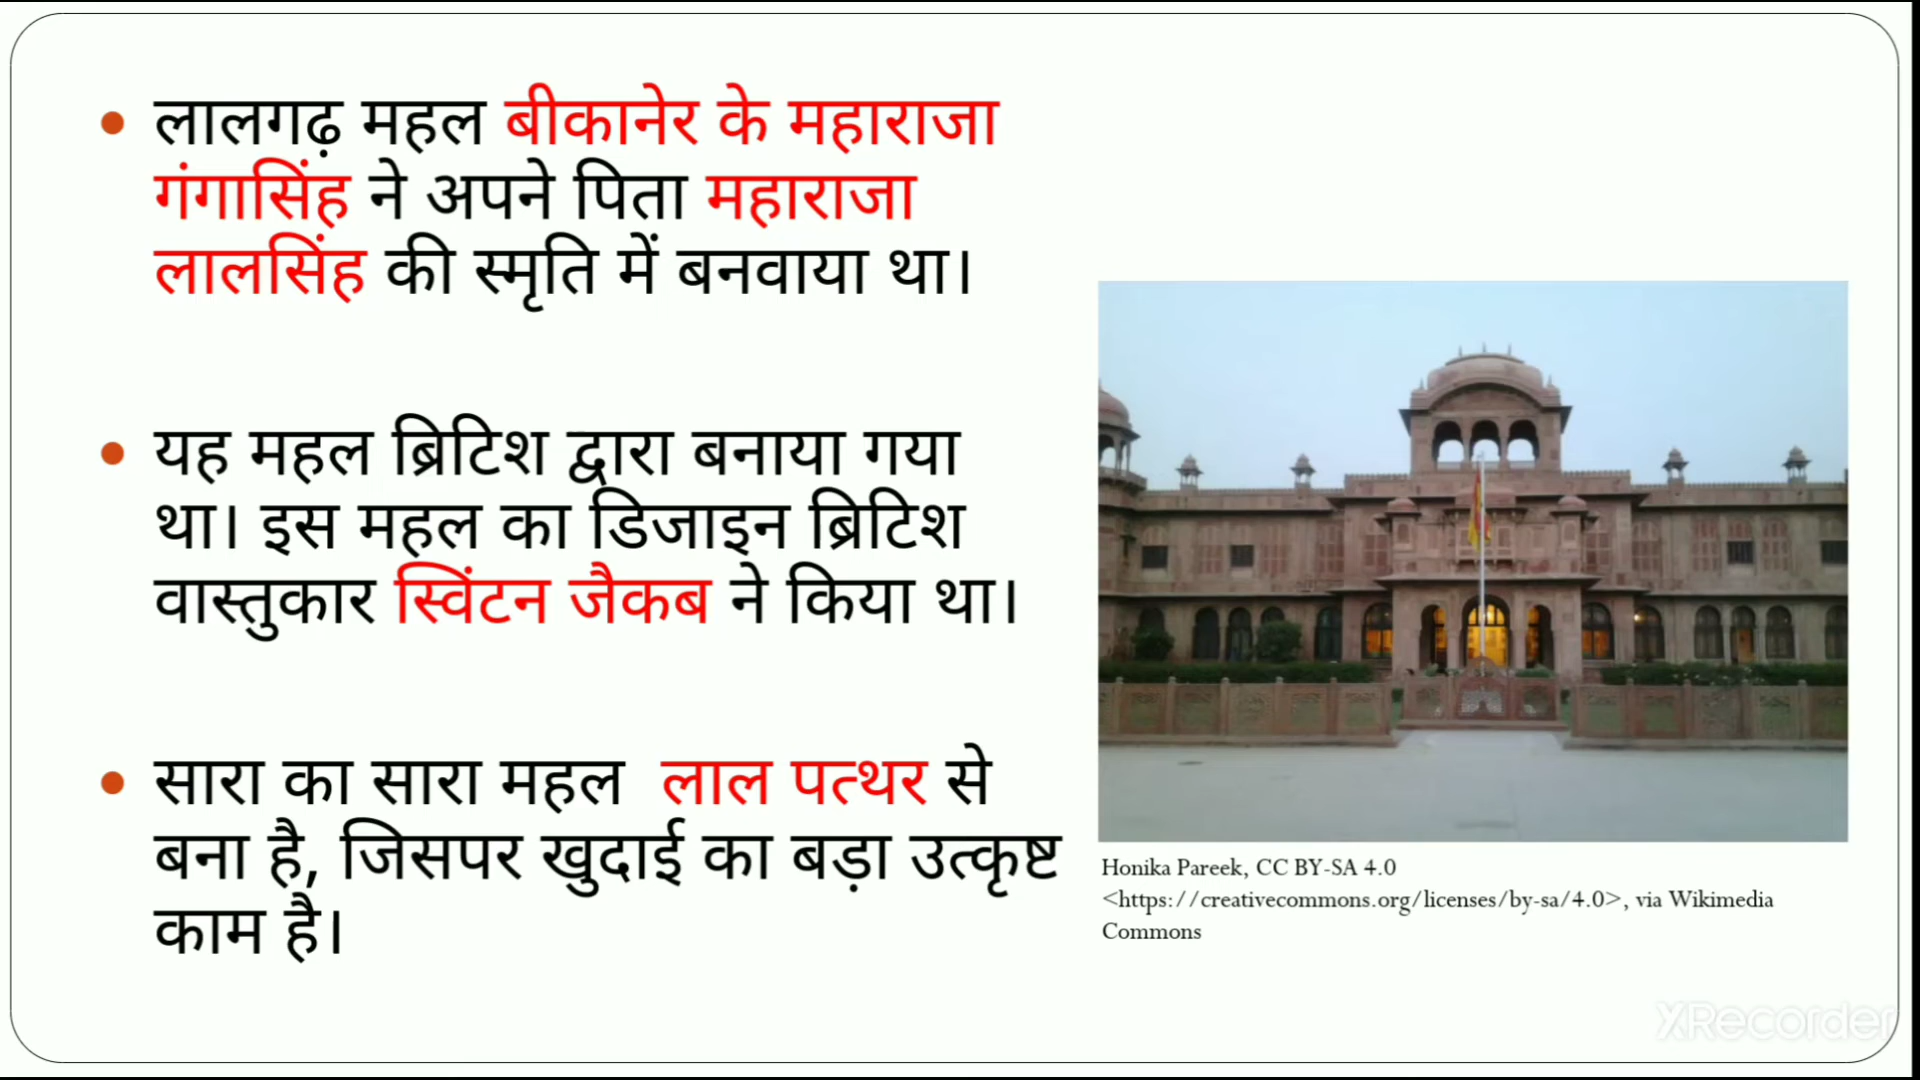 लालगढ़ महल बीकानेर के महाराजा
गंगासिंह ने अपने पिता महाराजा
लालसिंह की स्मृति में बनवाया था।
यह महल ब्रिटिश द्वारा बनाया गया
था। इस महल का डिजाइन ब्रिटिश
वास्तुकार स्विंटन जैकब ने किया था।
सारा का सारा महल लाल पत्थर से
बना है, जिसपर खुदाई का बड़ा उत्कृष्ट
काम है।
Honika Pareek, CC BY-SA 4.0
<https://creativecommons.org/licenses/by-sa/4.0>, via Wikimedia
Commons
XRecorder